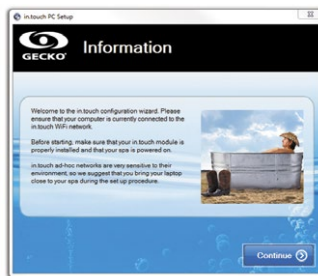 in.touch PC Setup
GECKO
Information
Welcome to the in.touch configuration wizard. Please
ensure that your computer is currently connected to the
in.touch WiFi network.
Before starting, make sure that your in.touch module is
properly installed and that your spa is powered on.
in.touch ad-hoc networks are very sensitive to their
environment, so we suggest that you bring your laptop
close to your spa during the set up procedure.
Continue